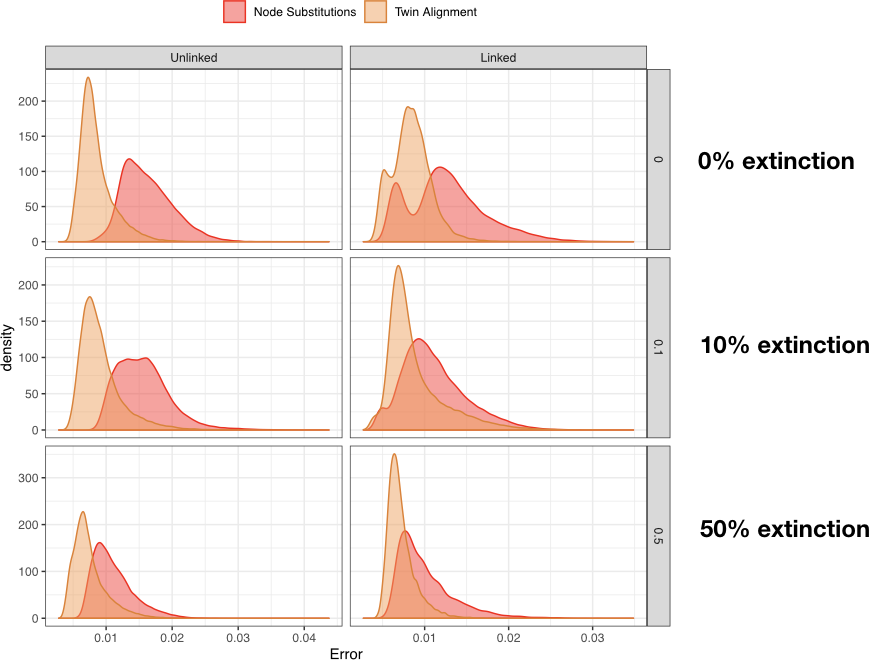 Node Substitutions Twin Alignment
Unlinked Linked
200
150
100
50
0
0
0% extinction
200
150
100
50
0
0.1
10% extinction
density
300
200
100
0
0.5
50% extinction
0.01 0.02 0.03 0.04 0.01 0.02 0.03
Error